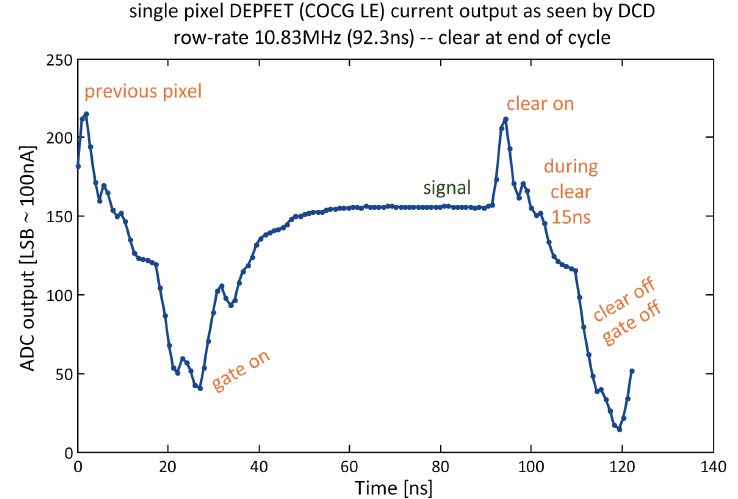 single pixel DEPFET (COCG LE) current output as seen by DCD
row-rate 10.83MHz (92.3ns) -- clear at end of cycle
250
200
150
100
50
0
ADC output [LSB ~ 100nA]
previous pixel
gate on
signal
clear on
during
clear
15ns
clear off
gate off
0
20
40
60
80
100
120
140
Time [ns]